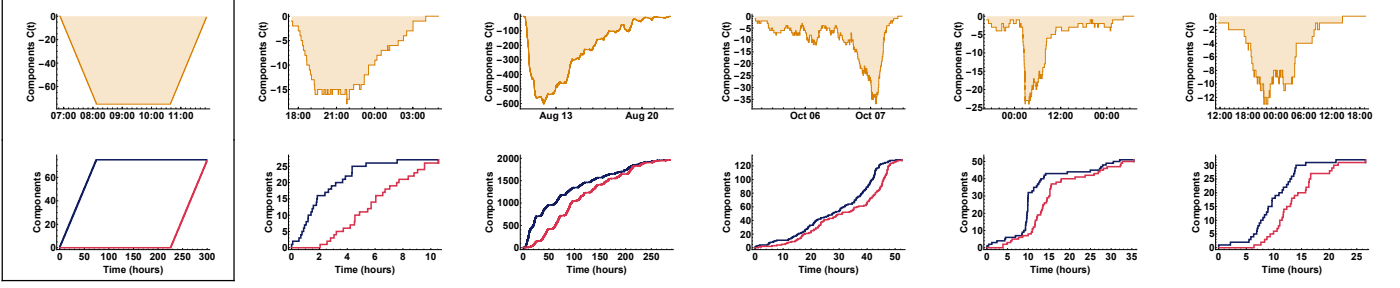 Components C(t)
0
−20
−40
−60
07:00 08:00 09:00 10:00 11:00
Components C(t)
0
−5
−10
−15
18:00 21:00 00:00 03:00
Components C(t)
0
−100
−200
−300
−400
−500
−600
Aug 13 Aug 20
Components C(t)
0
−5
−10
−15
−20
−25
−30
−35
Oct 06 Oct 07
Components C(t)
0
−5
−10
−15
−20
−25
00:00 00:00 00:00
Components C(t)
0
−2
−4
−6
−8
−10
−12
12:00 18:00 00:00 06:00 12:00 18:00
Components
60
40
20
0
0 50 100 150 200 250 300
Time (hours)
Components
25
20
15
10
5
0
0 2 4 6 8 10
Time (hours)
Components
2000
1500
1000
500
0
0 50 100 150 200 250
Time (hours)
Components
120
100
80
60
40
20
0
0 10 20 30 40 50
Time (hours)
Components
50
40
30
20
10
0
0 5 10 15 20 25 30 35
Time (hours)
Components
30
25
20
15
10
5
0
0 5 10 15 20 25
Time (hours)